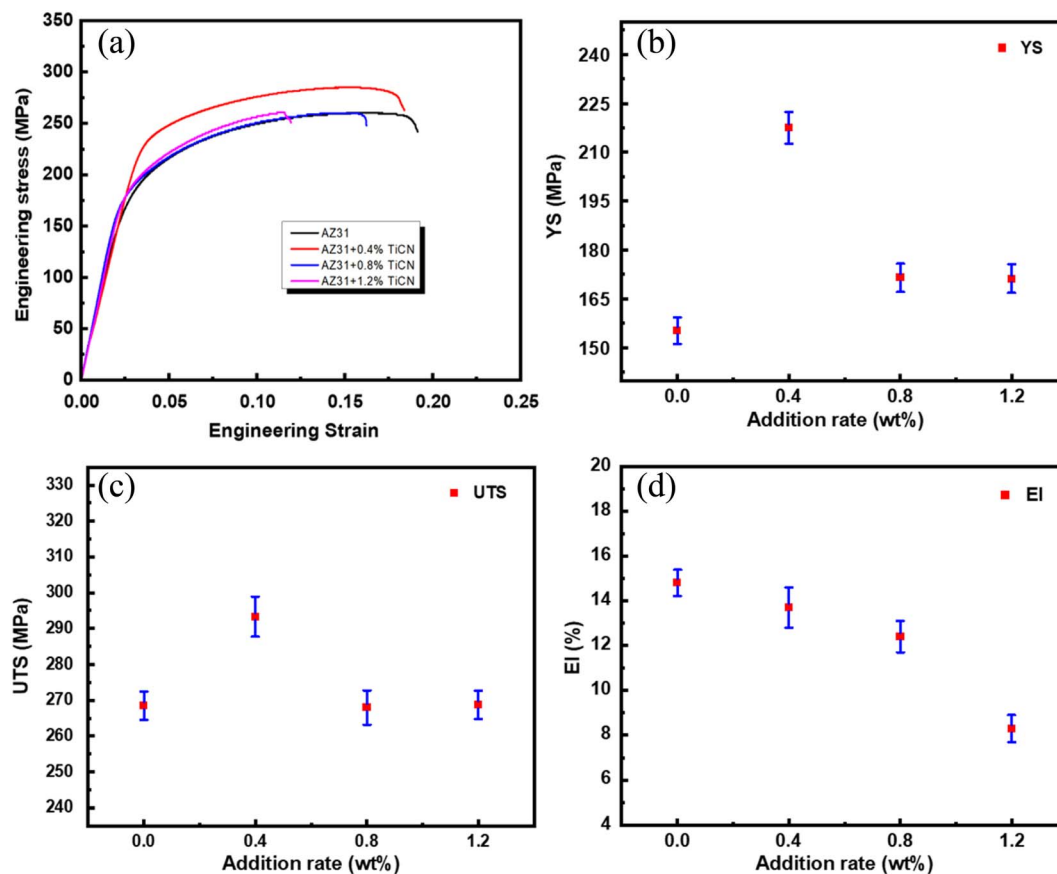 (a)
350
300
250
200
150
100
50
0
Engineering stress (MPa)
AZ31
AZ31+0.4% TiCN
AZ31+0.8% TiCN
AZ31+1.2% TiCN
0.00 0.05 0.10 0.15 0.20 0.25
Engineering Strain
(b)
YS
240
225
210
195
180
165
150
YS (MPa)
0.0 0.4 0.8 1.2
Addition rate (wt%)
(c)
UTS
330
320
310
300
290
280
270
260
250
240
UTS (MPa)
0.0 0.4 0.8 1.2
Addition rate (wt%)
(d)
El
20
18
16
14
12
10
8
6
4
El (%)
0.0 0.4 0.8 1.2
Addition rate (wt%)